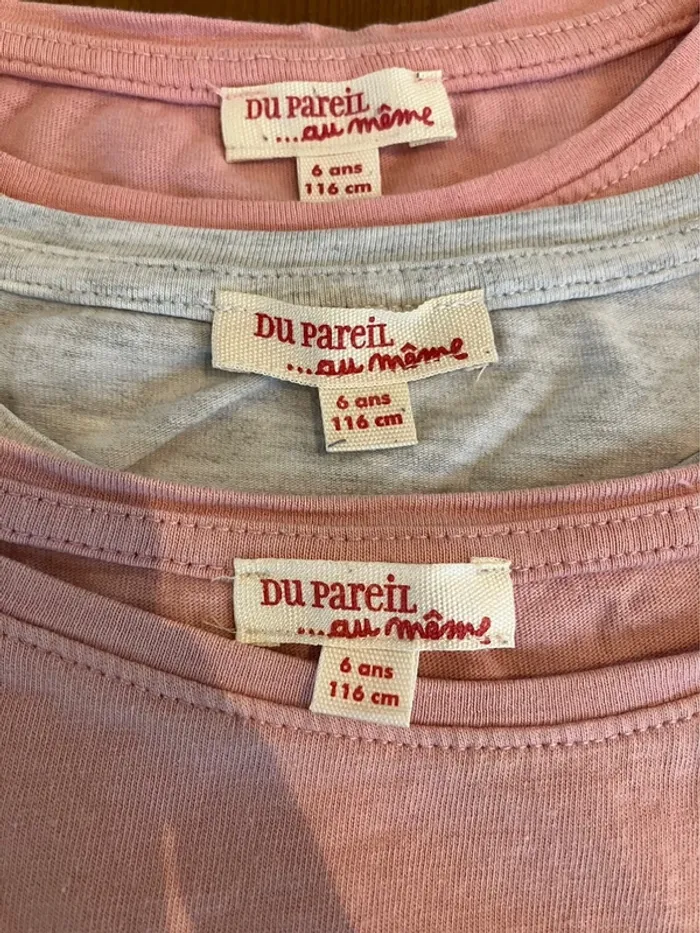 Du Pareil
...au même
6 ans
116 cm
Du Pareil
...au même
6 ans
116 cm
Du Pareil
...au même
6 ans
116 cm